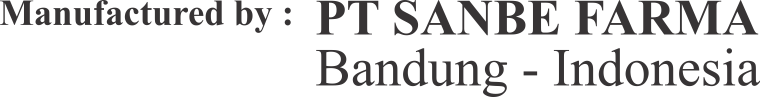 Manufactured by : PT SANBE FARMA
Bandung - Indonesia